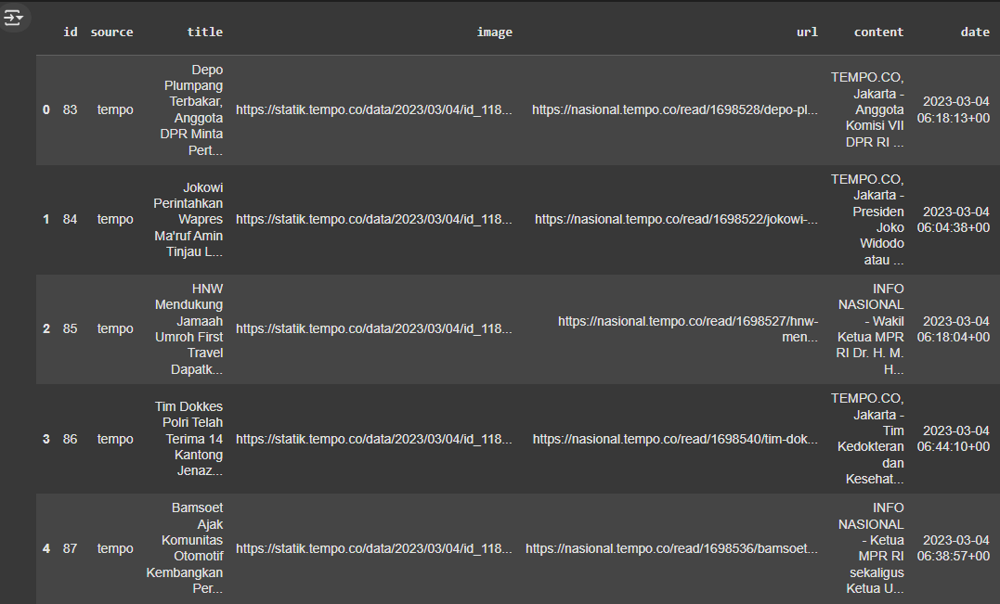 id source title image url content date
0 83 tempo Depo Plumpang Terbakar, Anggota DPR Minta Pert... https://statik.tempo.co/data/2023/03/04/id_118... https://nasional.tempo.co/read/1698528/depo-pl... TEMPO.CO, Jakarta - Anggota Komisi VII DPR RI ... 2023-03-04 06:18:13+00
1 84 tempo Jokowi Perintahkan Wapres Ma'ruf Amin Tinjau L... https://statik.tempo.co/data/2023/03/04/id_118... https://nasional.tempo.co/read/1698522/jokowi-... TEMPO.CO, Jakarta - Presiden Joko Widodo atau ... 2023-03-04 06:04:38+00
2 85 tempo HNW Mendukung Jamaah Umroh First Travel Dapatk... https://statik.tempo.co/data/2023/03/04/id_118... https://nasional.tempo.co/read/1698527/hnw-men... INFO NASIONAL - Wakil Ketua MPR RI Dr. H. M. H... 2023-03-04 06:18:04+00
3 86 tempo Tim Dokkes Polri Telah Terima 14 Kantong Jenaz... https://statik.tempo.co/data/2023/03/04/id_118... https://nasional.tempo.co/read/1698540/tim-dok... TEMPO.CO, Jakarta - Tim Kedokteran dan Kesehat... 2023-03-04 06:44:10+00
4 87 tempo Bamsoet Ajak Komunitas Otomotif Kembangkan Per... https://statik.tempo.co/data/2023/03/04/id_118... https://nasional.tempo.co/read/1698536/bamsoet... INFO NASIONAL - Ketua MPR RI sekaligus Ketua U... 2023-03-04 06:38:57+00